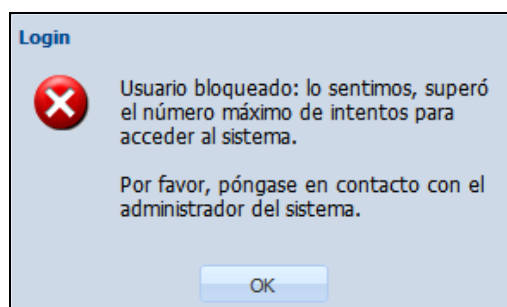 Login
Usuario bloqueado: lo sentimos, superó
el número máximo de intentos para
acceder al sistema.
Por favor, póngase en contacto con el
administrador del sistema.
OK